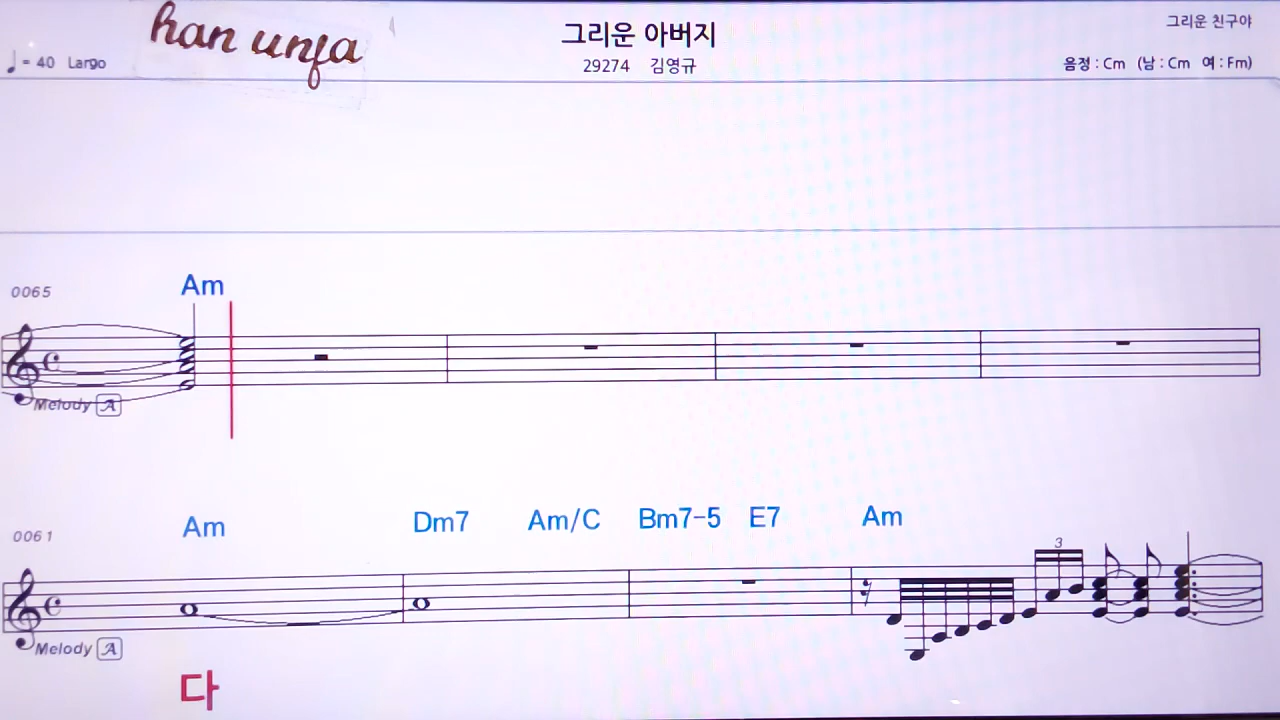 han unja
그리운 아버지
그리운 친구야
♩= 40 Largo
29274 김영규
음정 : Cm (남 : Cm 여 : Fm)
0065
Am
Melody A
0061
Am Dm7 Am/C Bm7-5 E7 Am
3
Melody A
다